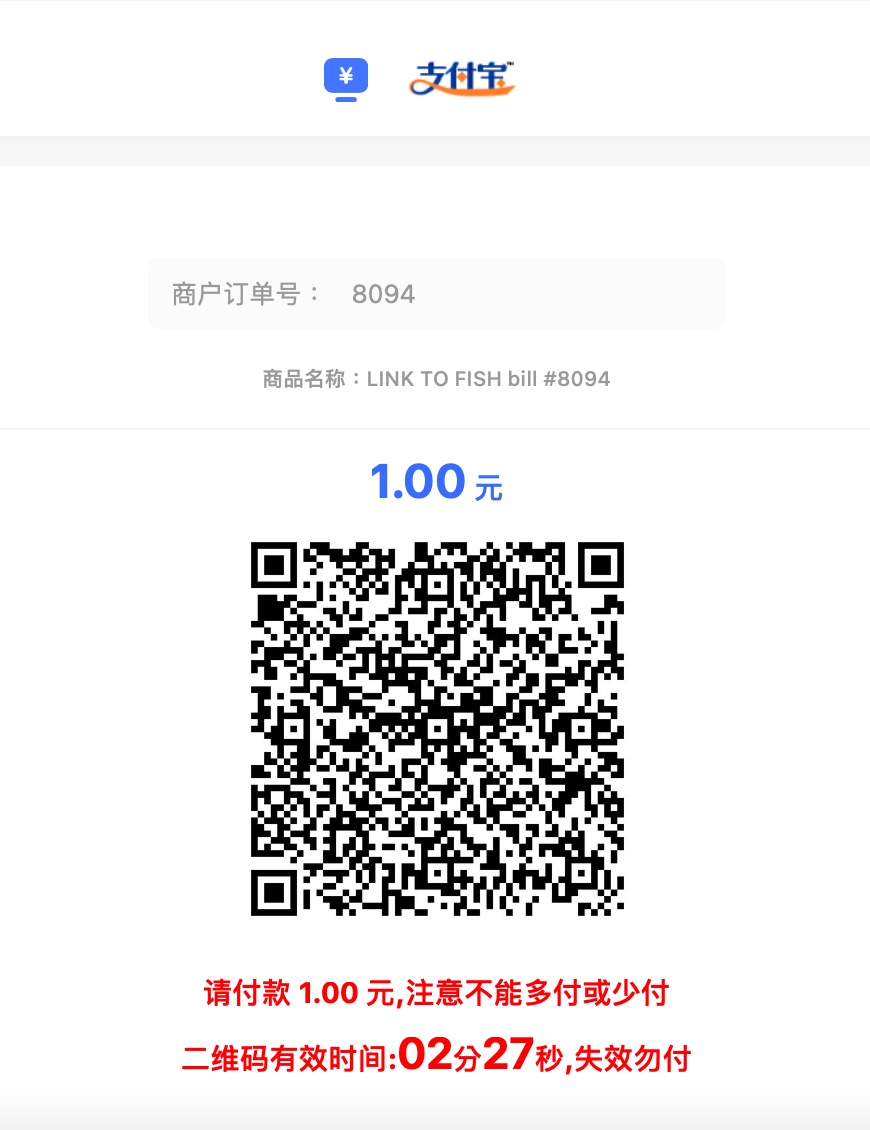 ¥ 支付宝™
商户订单号： 8094
商品名称：LINK TO FISH bill #8094
1.00 元
请付款 1.00 元,注意不能多付或少付
二维码有效时间:02分27秒,失效勿付